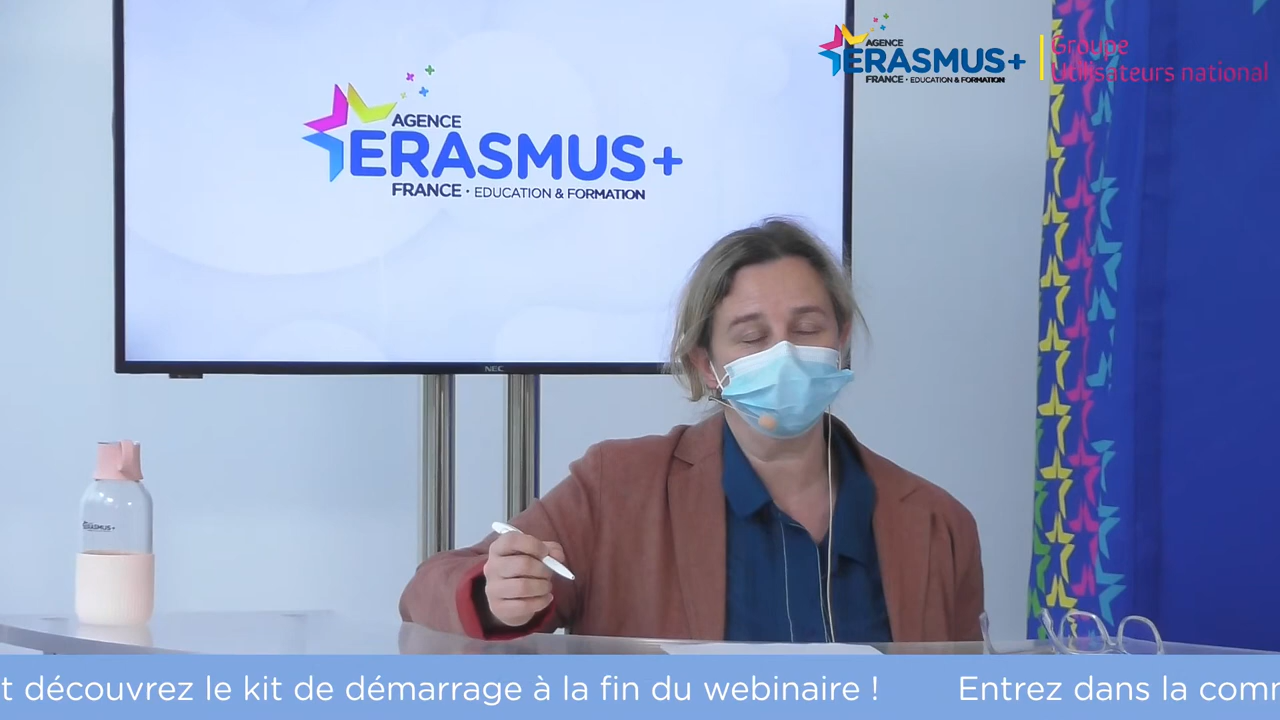 AGENCE
ERASMUS+
FRANCE • EDUCATION & FORMATION
Groupe
Utilisateurs national
AGENCE
ERASMUS+
FRANCE • EDUCATION & FORMATION
NEC
ERASMUS+
t découvrez le kit de démarrage à la fin du webinaire ! Entrez dans la comm